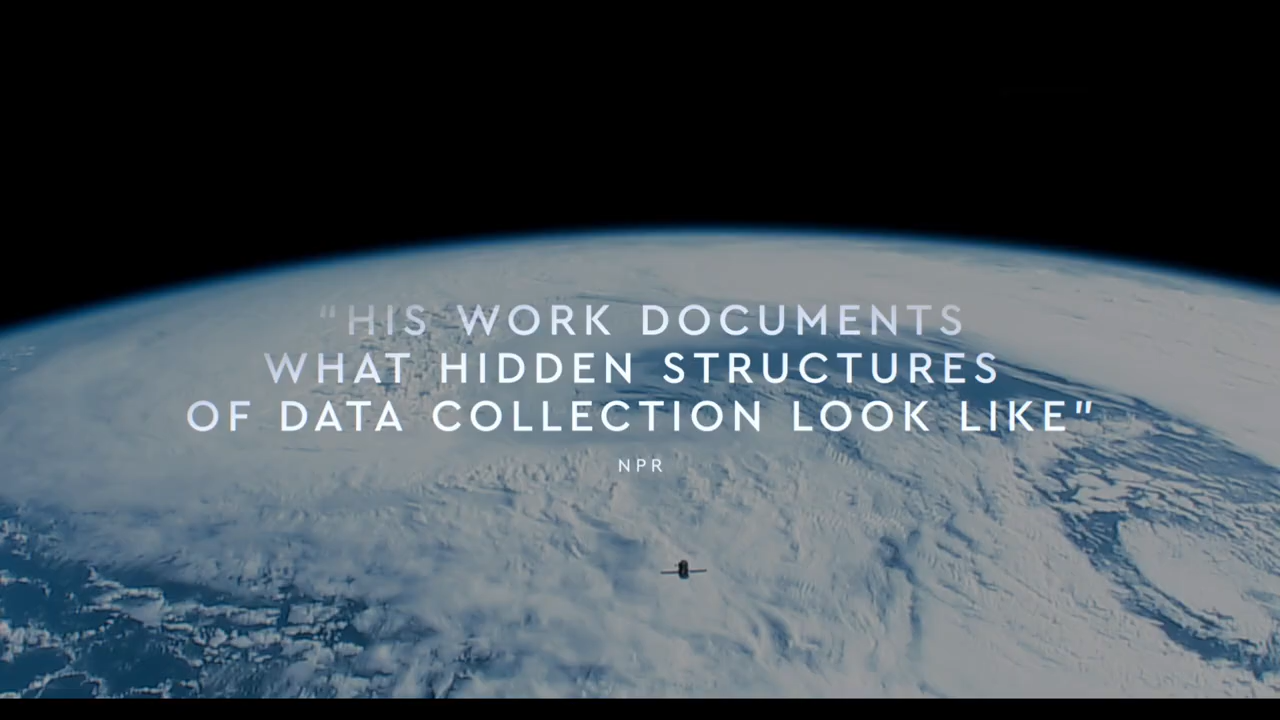 “HIS WORK DOCUMENTS
WHAT HIDDEN STRUCTURES
OF DATA COLLECTION LOOK LIKE”
NPR